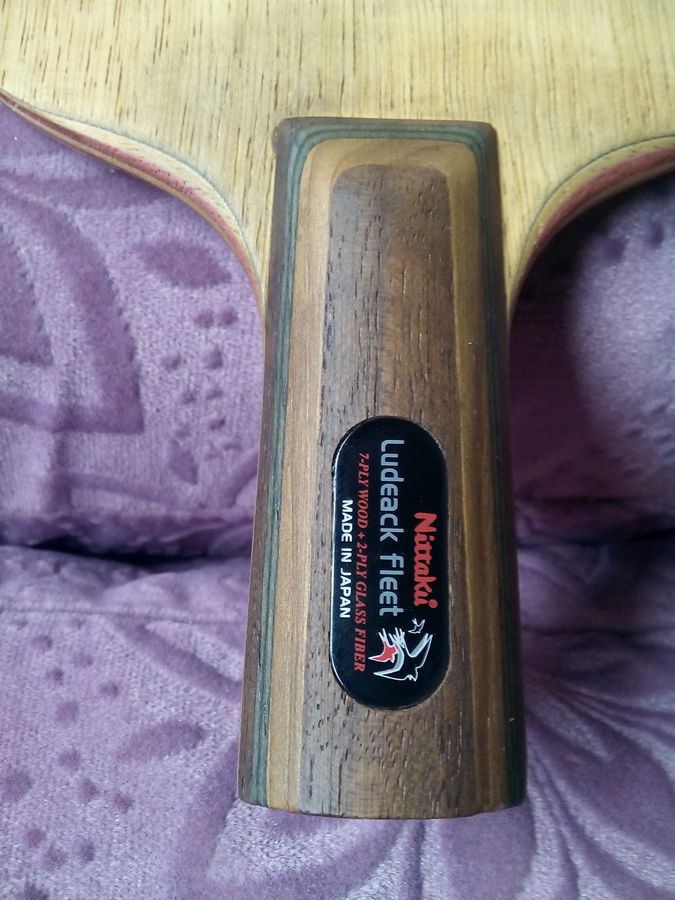 Nittaku
Ludeack fleet
7-PLY WOOD + 2-PLY GLASS FIBER
MADE IN JAPAN